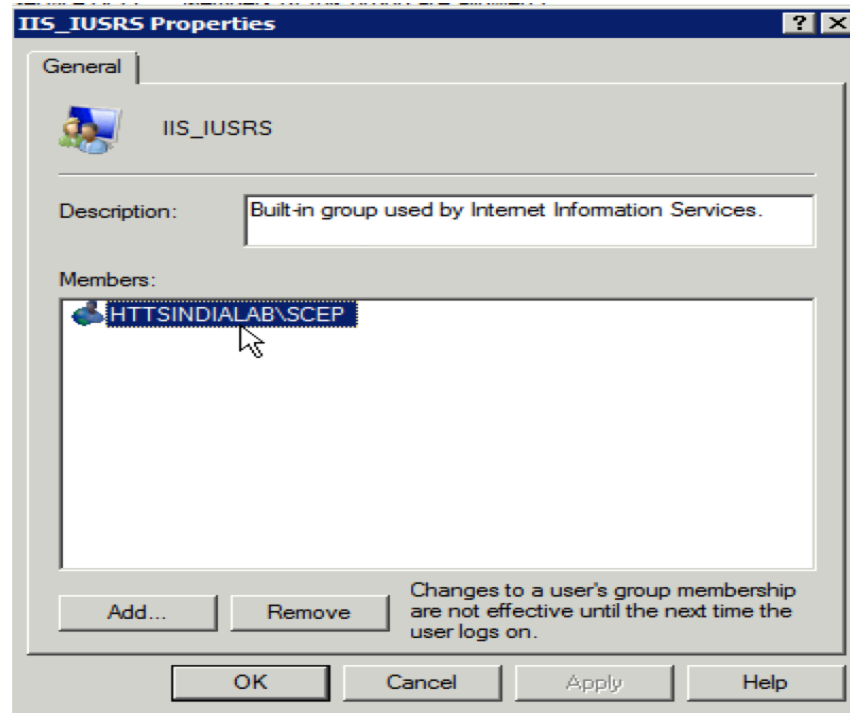 IIS_IUSRS Properties
General
IIS_IUSRS
Description:
Built-in group used by Internet Information Services.
Members:
HTTSINDIALAB\SCEP
Add...
Remove
Changes to a user's group membership
are not effective until the next time the
user logs on.
OK
Cancel
Apply
Help